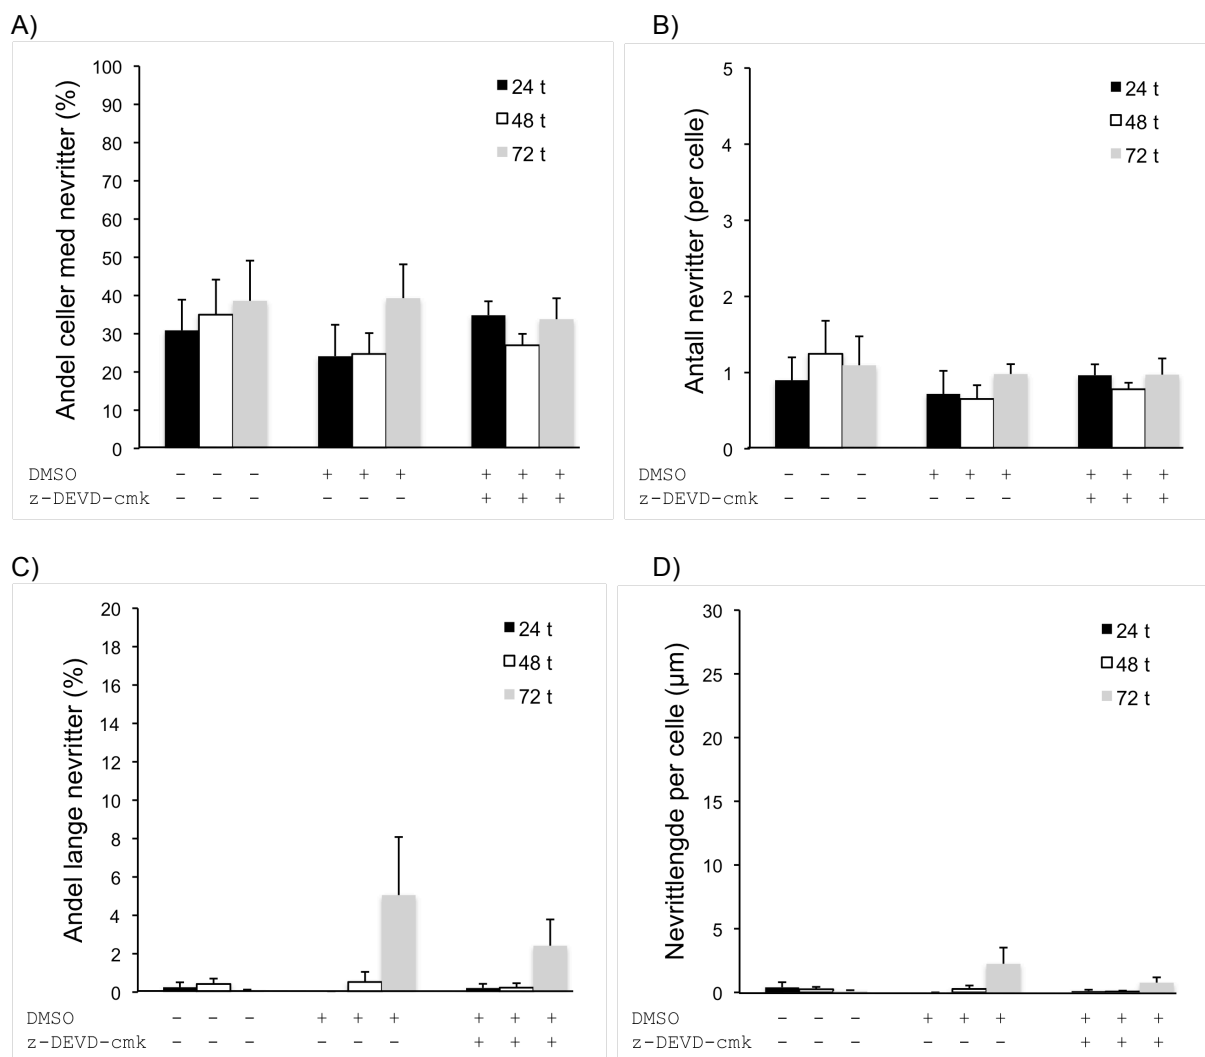 A)
B)
Andel celler med nevritter (%)
100
90
80
70
60
50
40
30
20
10
0
24 t
48 t
72 t
DMSO – – – + + + + + +
z-DEVD-cmk – – – – – – + + +
Antall nevritter (per celle)
5
4
3
2
1
0
24 t
48 t
72 t
– – – + + + + + +
– – – – – – + + +
C)
D)
Andel lange nevritter (%)
20
18
16
14
12
10
8
6
4
2
0
24 t
48 t
72 t
DMSO – – – + + + + + +
z-DEVD-cmk – – – – – – + + +
Nevrittlengde per celle (µm)
30
25
20
15
10
5
0
24 t
48 t
72 t
DMSO – – – + + + + + +
z-DEVD-cmk – – – – – – + + +